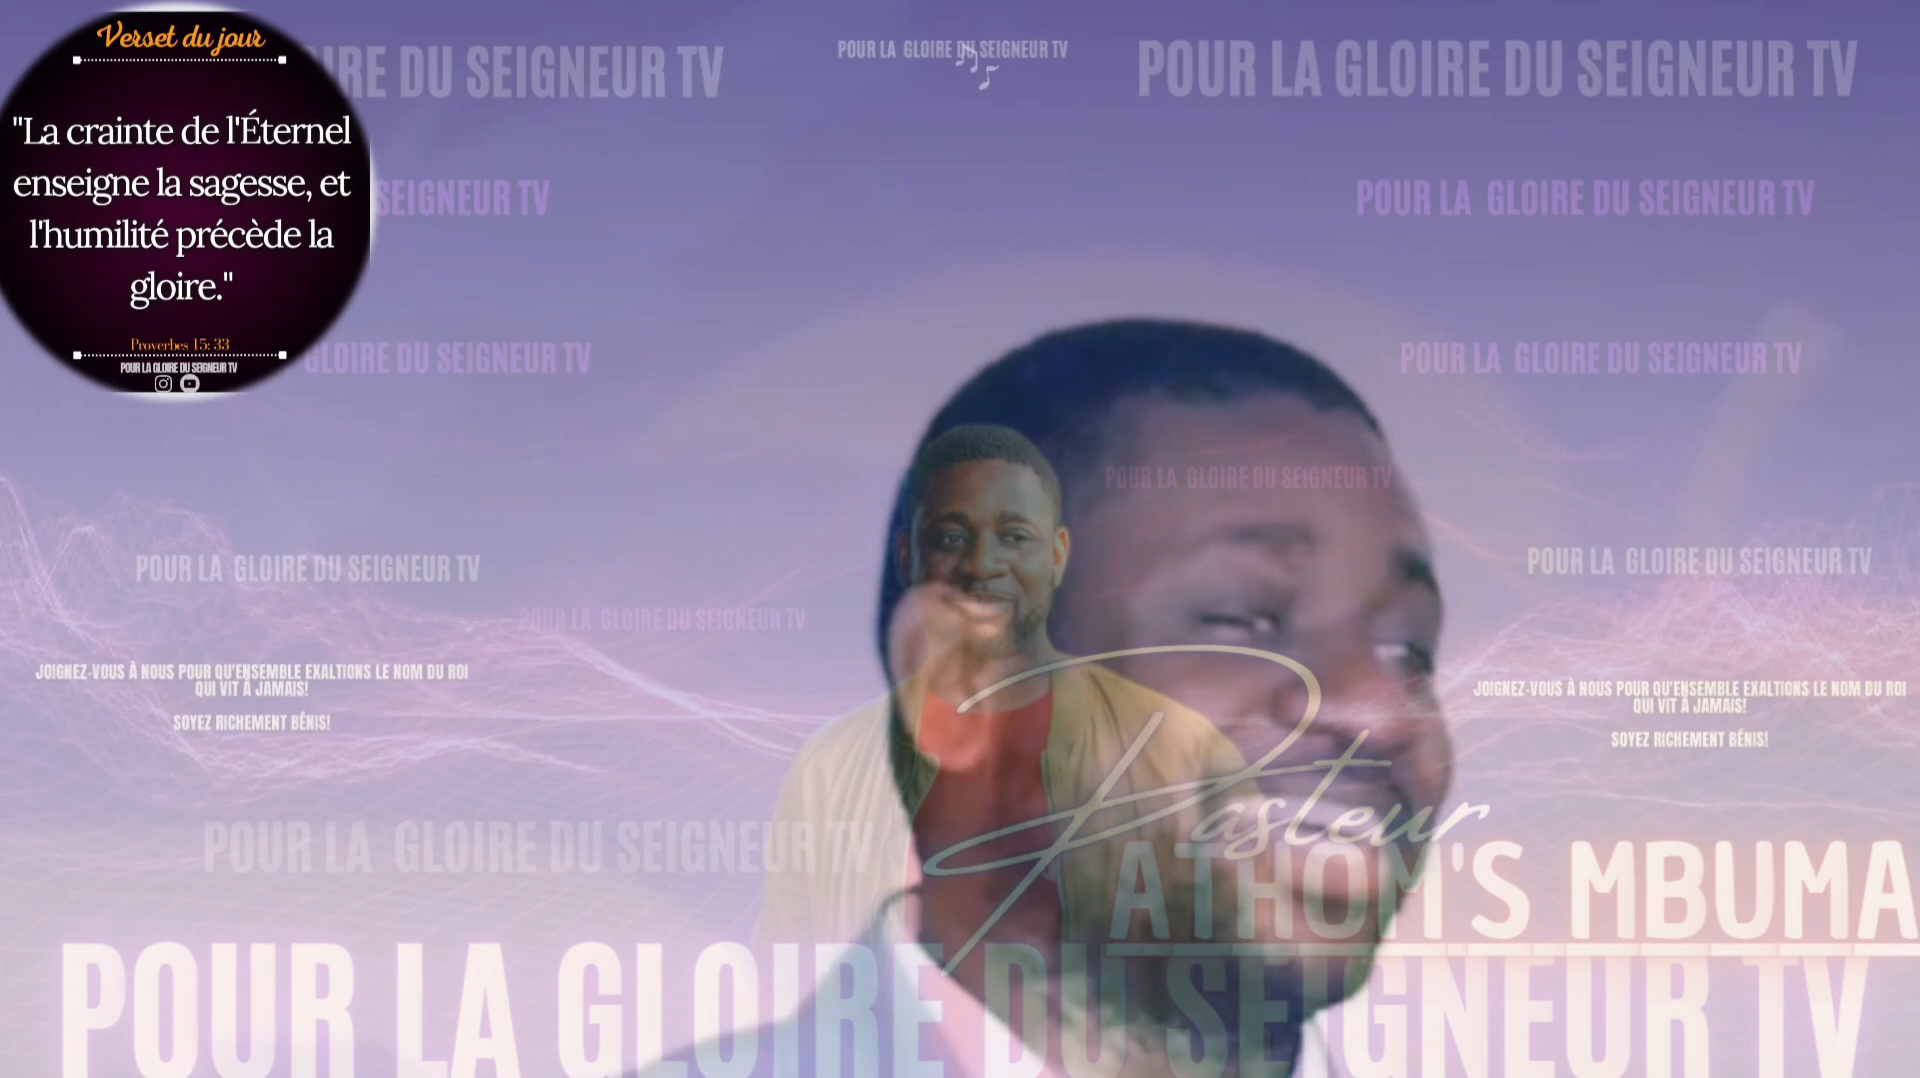 Verset du jour
"La crainte de l'Éternel
enseigne la sagesse, et
l'humilité précède la
gloire."
Proverbes 15: 33
POUR LA GLOIRE DU SEIGNEUR TV
DU SEIGNEUR TV
POUR LA GLOIRE DU SEIGNEUR TV
POUR LA GLOIRE DU SEIGNEUR TV
SEIGNEUR TV
POUR LA GLOIRE DU SEIGNEUR TV
GLOIRE DU SEIGNEUR TV
POUR LA GLOIRE DU SEIGNEUR TV
POUR LA GLOIRE DU SEIGNEUR TV
POUR LA GLOIRE DU SEIGNEUR TV
POUR LA GLOIRE DU SEIGNEUR TV
POUR LA GLOIRE DU SEIGNEUR TV
JOIGNEZ-VOUS À NOUS POUR QU'ENSEMBLE EXALTIONS LE NOM DU ROI
QUI VIT À JAMAIS!
SOYEZ RICHEMENT BÉNIS!
JOIGNEZ-VOUS À NOUS POUR QU'ENSEMBLE EXALTIONS LE NOM DU ROI
QUI VIT À JAMAIS!
SOYEZ RICHEMENT BÉNIS!
POUR LA GLOIRE DU SEIGNEUR TV
Pasteur
ATHOM'S MBUMA
POUR LA GLOIRE DU SEIGNEUR TV